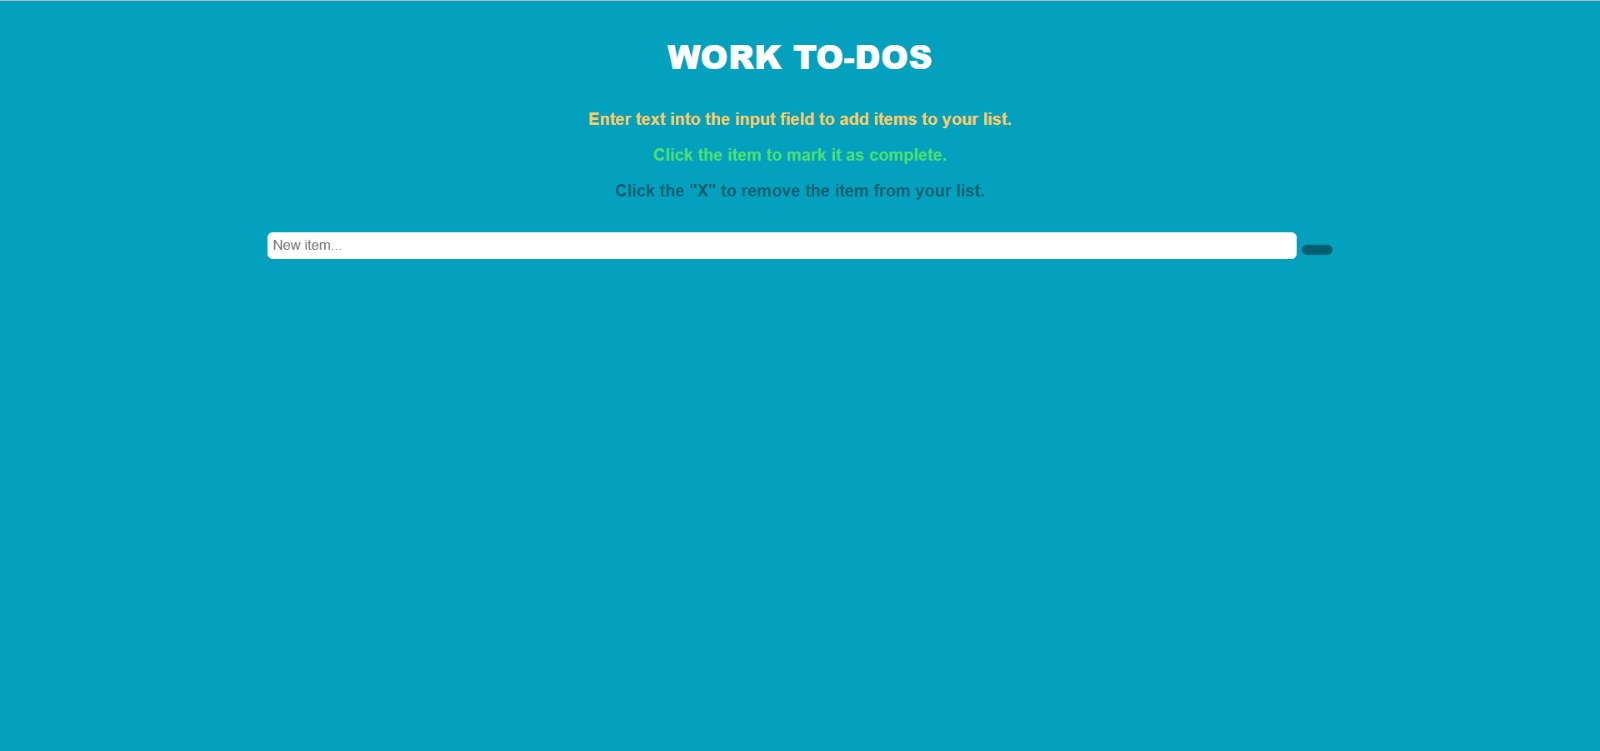 WORK TO-DOS
Enter text into the input field to add items to your list.
Click the item to mark it as complete.
Click the "X" to remove the item from your list.
New item...